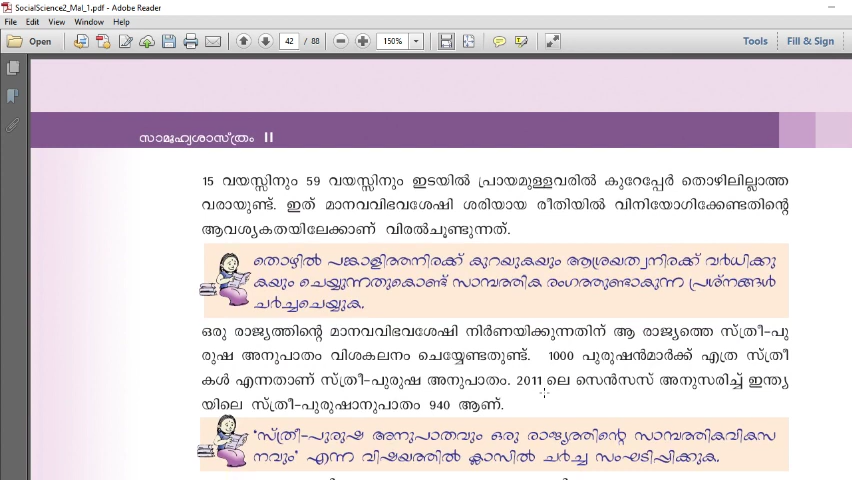 SocialScience2_Mal_1.pdf - Adobe Reader
File Edit View Window Help
Open 42 / 88 150% Tools Fill & Sign
സാമൂഹ്യശാസ്ത്രം II
15 വയസ്സിനും 59 വയസ്സിനും ഇടയിൽ പ്രായമുള്ളവരിൽ കുറേപ്പേർ തൊഴിലില്ലാത്ത
വരായുണ്ട്. ഇത് മാനവവിഭവശേഷി ശരിയായ രീതിയിൽ വിനിയോഗിക്കേണ്ടതിന്റെ
ആവശ്യകതയിലേക്കാണ് വിരൽചൂണ്ടുന്നത്.
തൊഴിൽ പങ്കാളിത്തനിരക്ക് കുറയുകയും ആശ്രയത്വനിരക്ക് വർധിക്കു
കയും ചെയ്യുന്നതുകൊണ്ട് സാമ്പത്തിക രംഗത്തുണ്ടാകുന്ന പ്രശ്നങ്ങൾ
ചർച്ചചെയ്യുക.
ഒരു രാജ്യത്തിന്റെ മാനവവിഭവശേഷി നിർണയിക്കുന്നതിന് ആ രാജ്യത്തെ സ്ത്രീ-പു
രുഷ അനുപാതം വിശകലനം ചെയ്യേണ്ടതുണ്ട്. 1000 പുരുഷൻമാർക്ക് എത്ര സ്ത്രീ
കൾ എന്നതാണ് സ്ത്രീ-പുരുഷ അനുപാതം. 2011 ലെ സെൻസസ് അനുസരിച്ച് ഇന്ത്യ
യിലെ സ്ത്രീ-പുരുഷാനുപാതം 940 ആണ്.
"സ്ത്രീ-പുരുഷ അനുപാതവും ഒരു രാജ്യത്തിന്റെ സാമ്പത്തികവികസ
നവും" എന്ന വിഷയത്തിൽ ക്ലാസിൽ ചർച്ച സംഘടിപ്പിക്കുക.